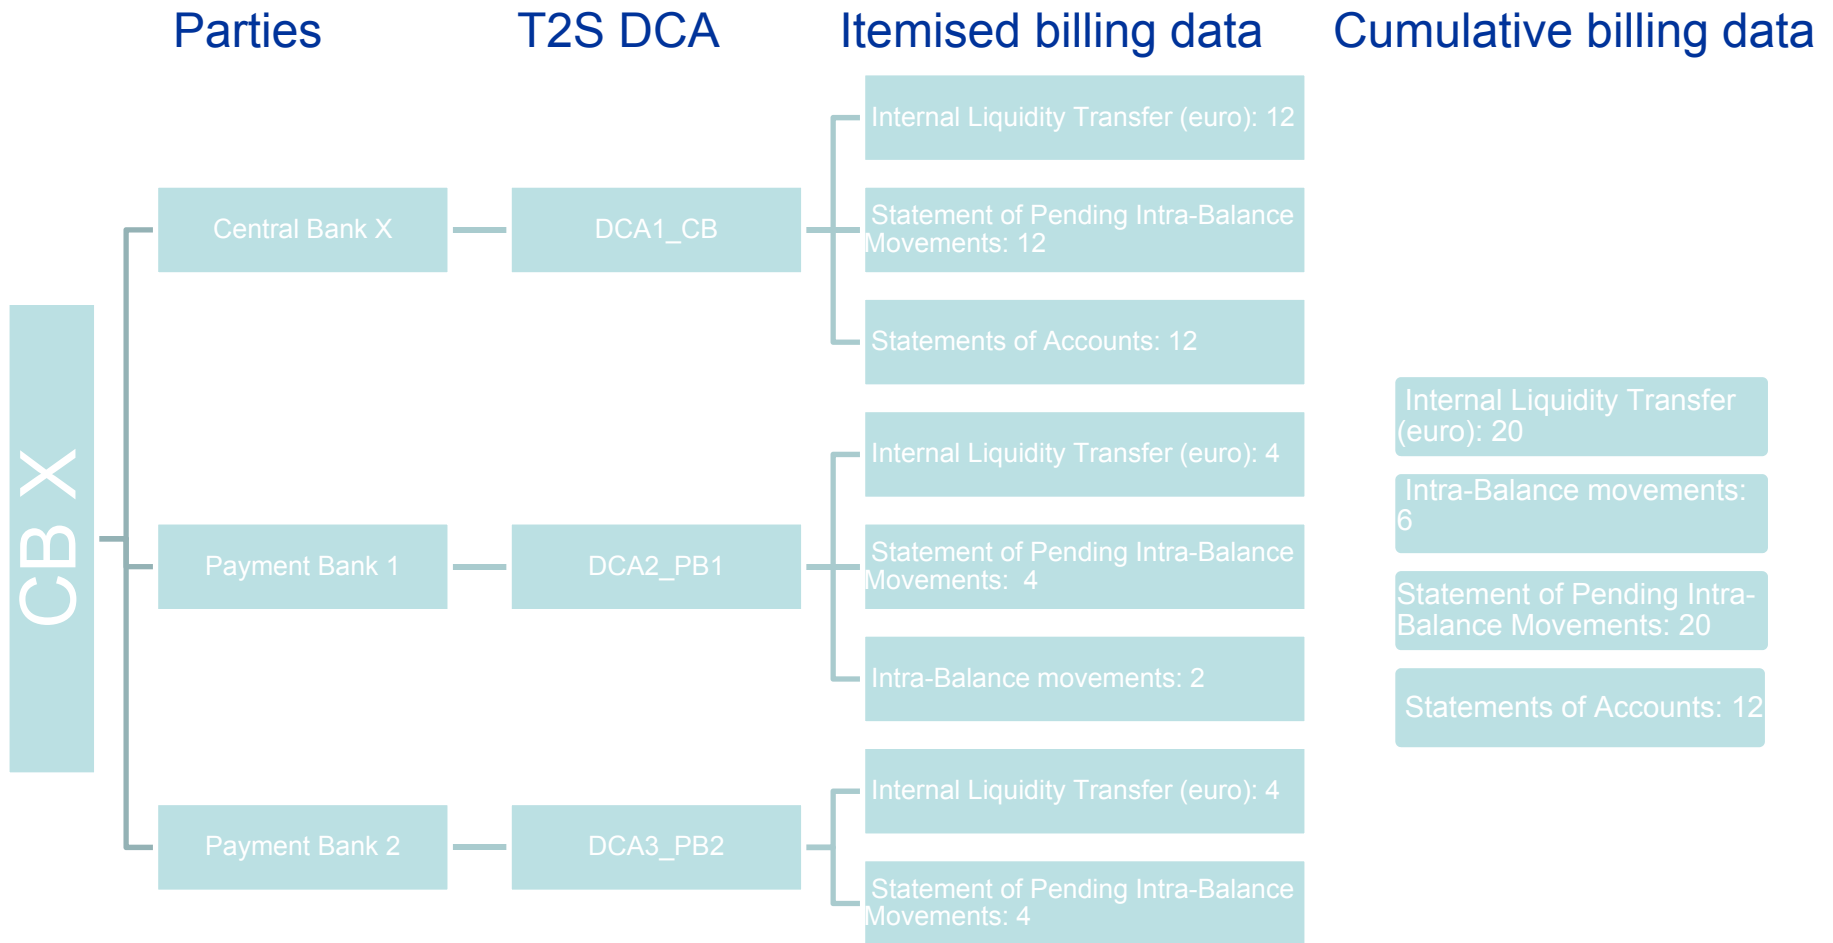 Parties
T2S DCA
Itemised billing data
Cumulative billing data
CB X
Central Bank X
DCA1_CB
Internal Liquidity Transfer (euro): 12
Statement of Pending Intra-Balance
Movements: 12
Statements of Accounts: 12
Payment Bank 1
DCA2_PB1
Internal Liquidity Transfer (euro): 4
Statement of Pending Intra-Balance
Movements:  4
Intra-Balance movements: 2
Payment Bank 2
DCA3_PB2
Internal Liquidity Transfer (euro): 4
Statement of Pending Intra-Balance
Movements: 4
Internal Liquidity Transfer
(euro): 20
Intra-Balance movements:
6
Statement of Pending Intra-
Balance Movements: 20
Statements of Accounts: 12